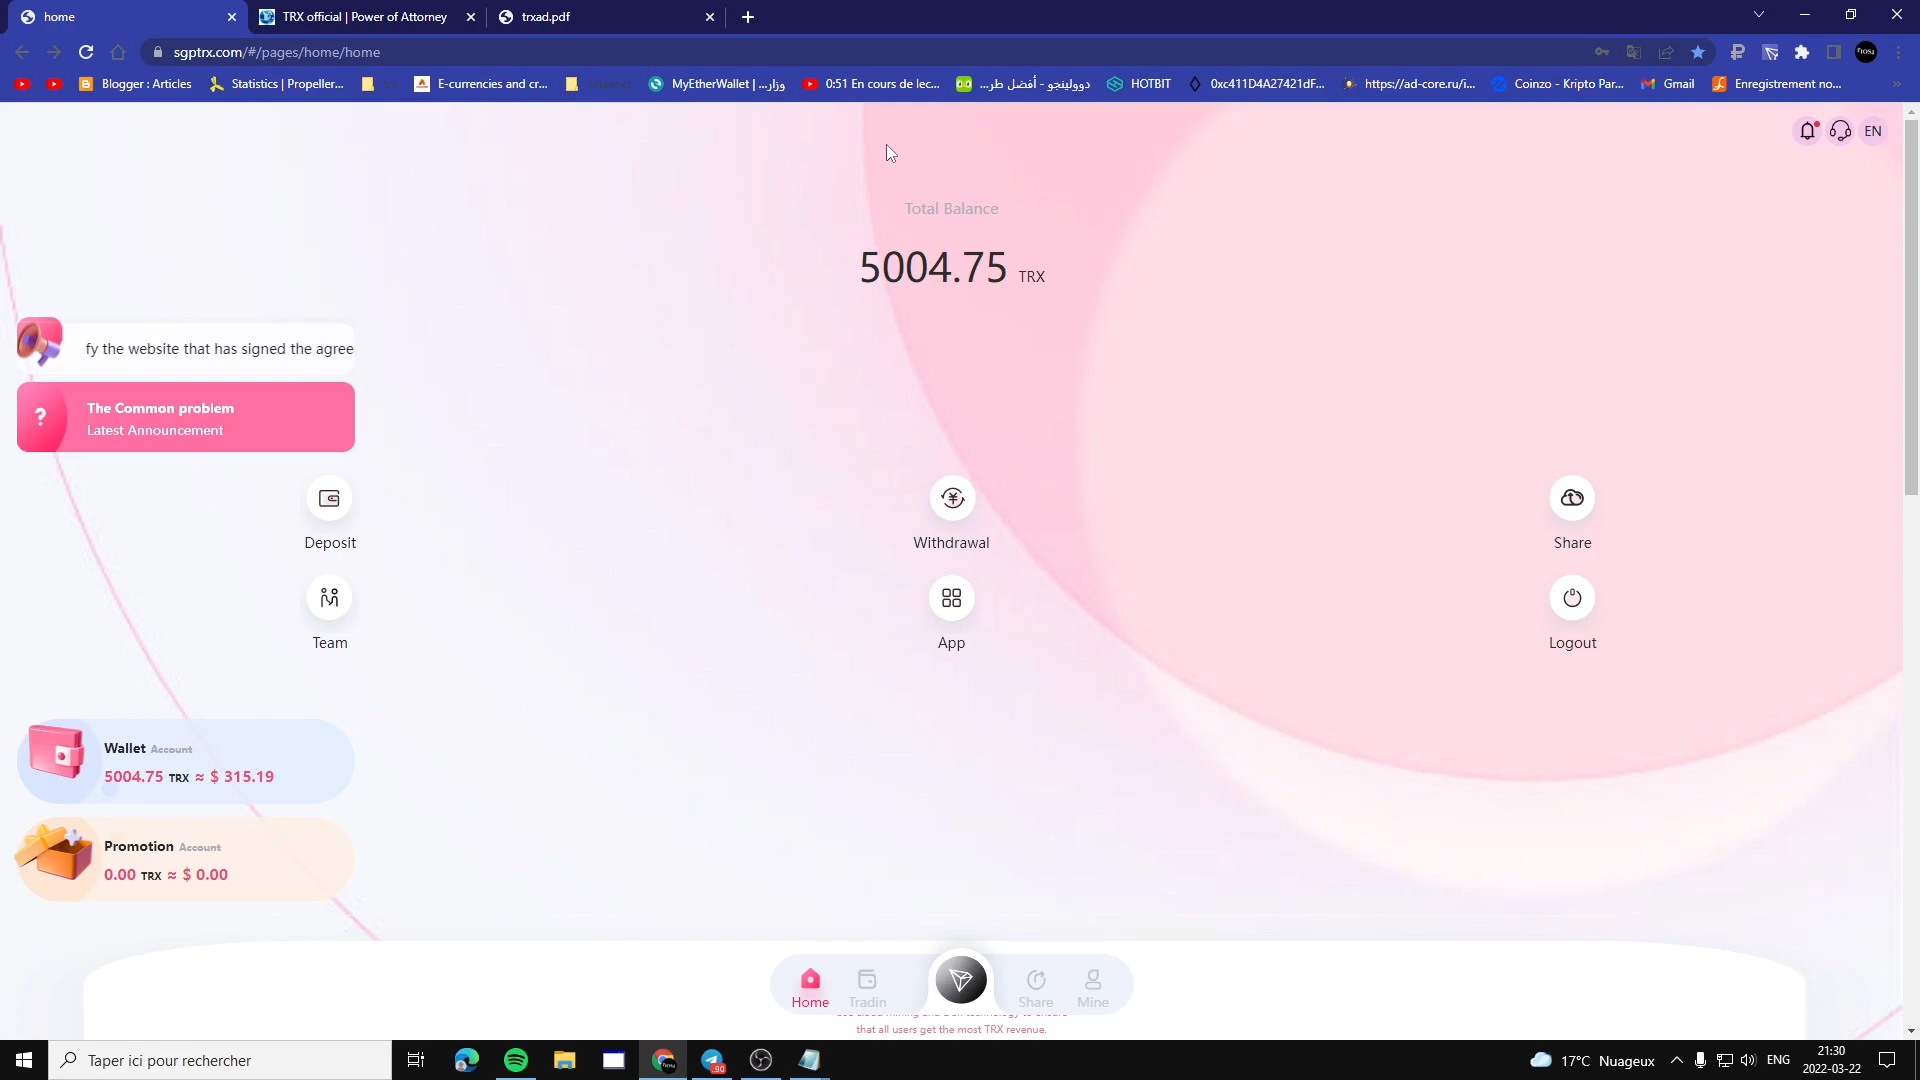 home
TRX official | Power of Attorney
trxad.pdf
sgptrx.com/#/pages/home/home
Blogger : Articles
Statistics | Propeller...
E-currencies and cr...
MyEtherWallet | ...وزار
0:51 En cours de lec...
دوولينجو - أفضل طر...
HOTBIT
0xc411D4A27421dF...
https://ad-core.ru/i...
Coinzo - Kripto Par...
Gmail
Enregistrement no...
EN
Total Balance
5004.75 TRX
fy the website that has signed the agree
?
The Common problem
Latest Announcement
Deposit
Withdrawal
Share
Team
App
Logout
Wallet Account
5004.75 TRX ≈ $ 315.19
Promotion Account
0.00 TRX ≈ $ 0.00
Home
Tradin
Share
Mine
that all users get the most TRX revenue.
Taper ici pour rechercher
90
17°C Nuageux
ENG
21:30
2022-03-22